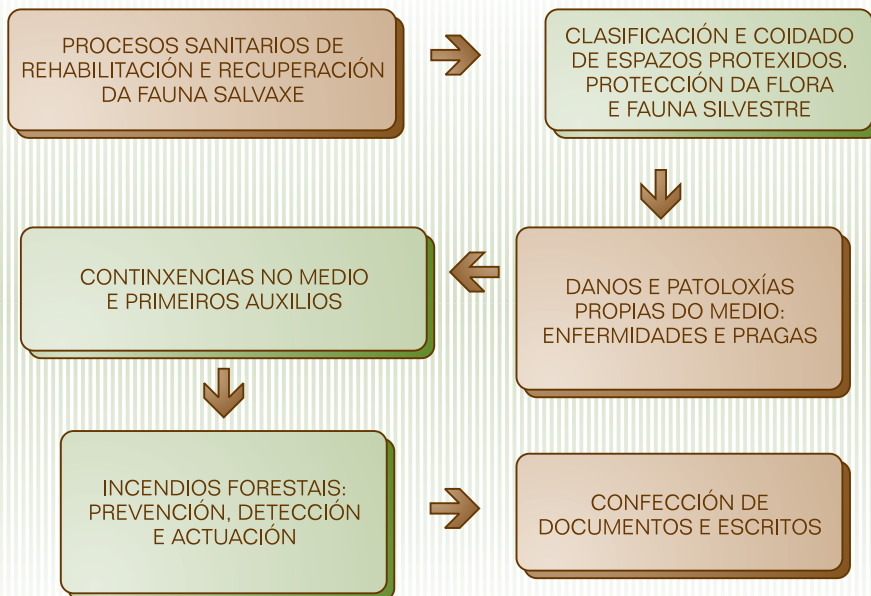 PROCESOS SANITARIOS DE
REHABILITACIÓN E RECUPERACIÓN
DA FAUNA SALVAXE
CLASIFICACIÓN E COIDADO
DE ESPAZOS PROTEXIDOS.
PROTECCIÓN DA FLORA
E FAUNA SILVESTRE
DANOS E PATOLOXÍAS
PROPIAS DO MEDIO:
ENFERMIDADES E PRAGAS
CONTINXENCIAS NO MEDIO
E PRIMEIROS AUXILIOS
INCENDIOS FORESTAIS:
PREVENCIÓN, DETECCIÓN
E ACTUACIÓN
CONFECCIÓN DE
DOCUMENTOS E ESCRITOS